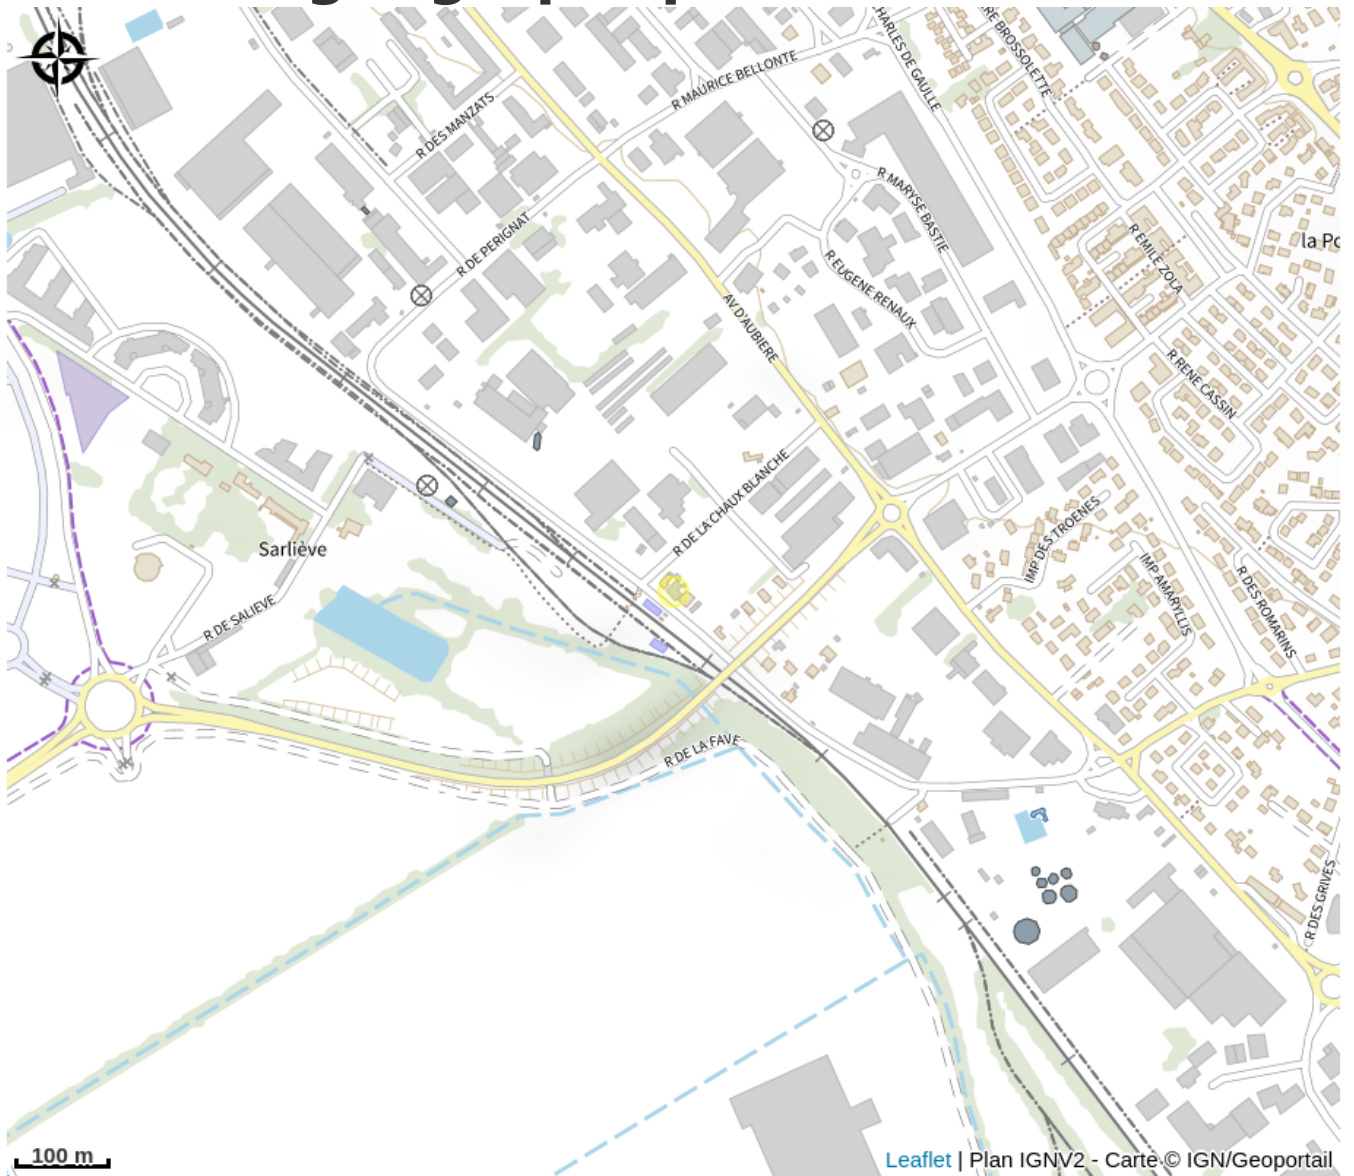 R DES MANZATS
R MAURICE BELLONTE
CHARLES DE GAULLE
RE BROSSOLETTE
R DE PERIGNAT
R MARYSE BASTIE
R EUGENE RENAUX
R EMILE ZOLA
la Po
AV D'AUBIERE
R RENE CASSIN
R DE LA CHAUX BLANCHE
IMP DES TROENES
IMP AMARYLLIS
R DES ROMARINS
Sarliève
R DE SALIEVE
R DE LA FAVE
R DES GRIVES
100 m
Leaflet | Plan IGNV2 - Carte © IGN/Geoportail